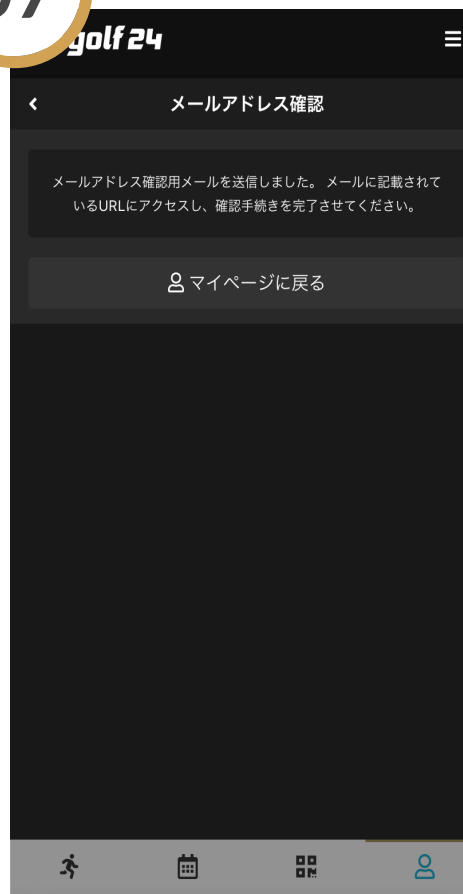 golf 24
メールアドレス確認
メールアドレス確認用メールを送信しました。 メールに記載されて
いるURLにアクセスし、確認手続きを完了させてください。
マイページに戻る